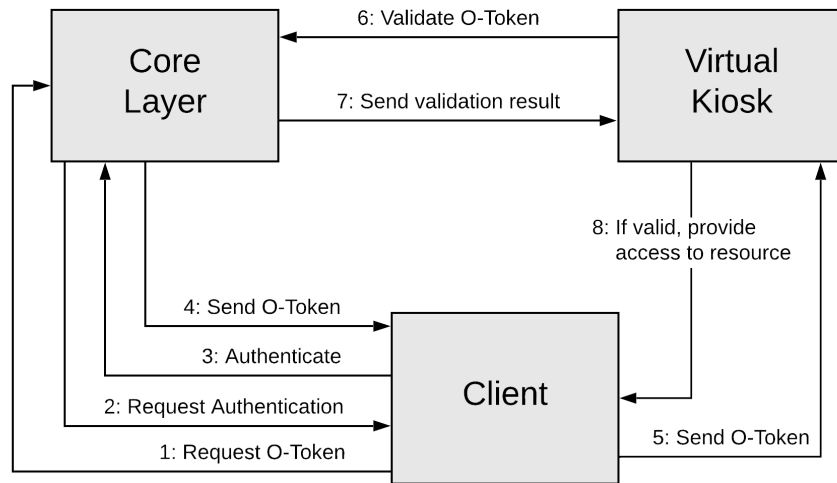 6: Validate O-Token
Core
Layer
Virtual
Kiosk
7: Send validation result
8: If valid, provide
access to resource
4: Send O-Token
3: Authenticate
Client
2: Request Authentication
5: Send O-Token
1: Request O-Token